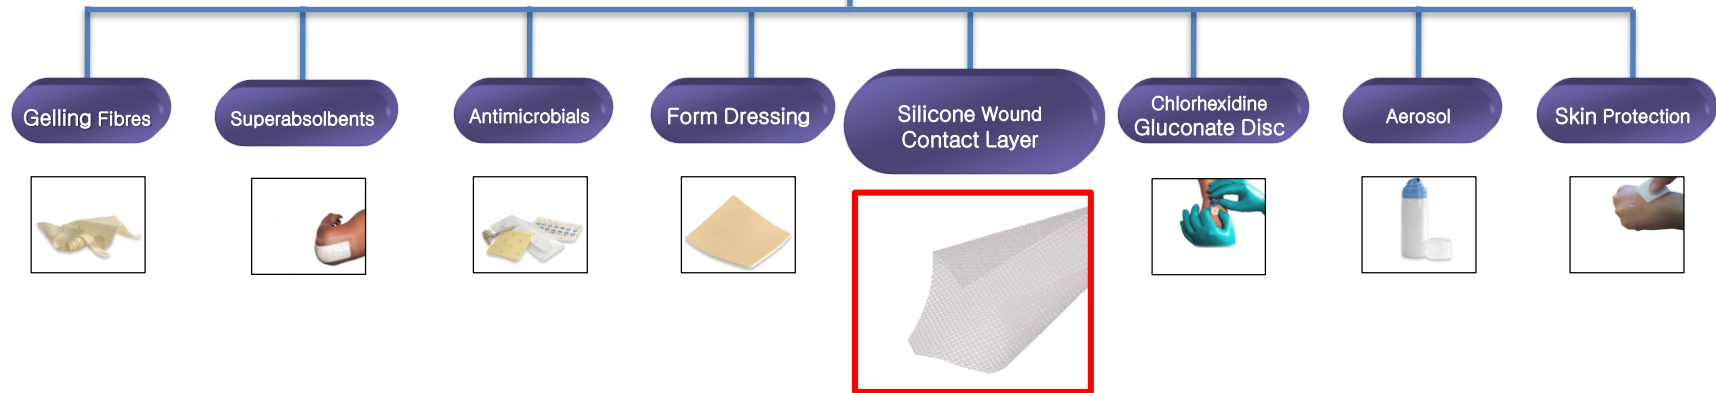 Gelling Fibres
Superabsolbents
Antimicrobials
Form Dressing
Silicone Wound
Contact Layer
Chlorhexidine
Gluconate Disc
Aerosol
Skin Protection